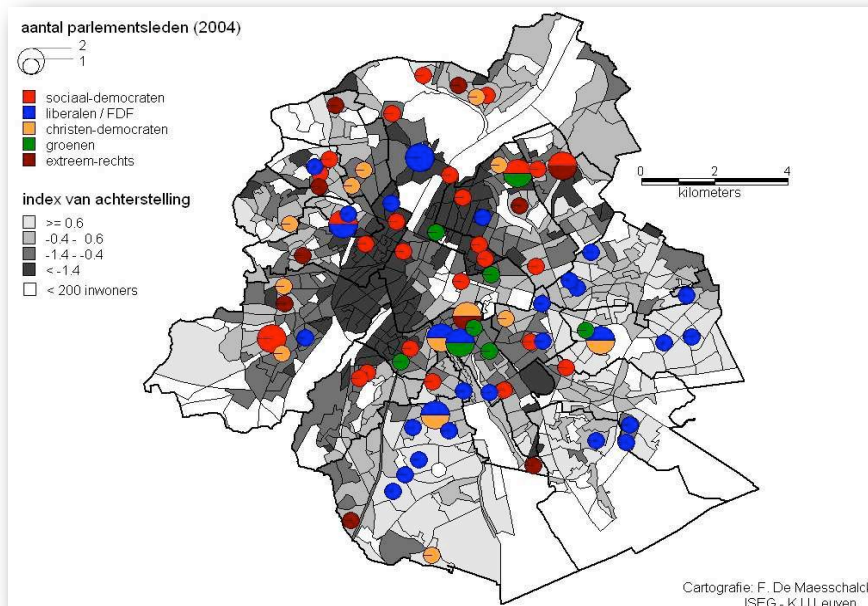 aantal parlementsleden (2004)
2
1
sociaal-democraten
liberalen / FDF
christen-democraten
groenen
extreem-rechts
index van achterstelling
>= 0.6
-0.4 - 0.6
-1.4 - -0.4
< -1.4
< 200 inwoners
0 2 4
kilometers
Cartografie: F. De Maesschalck
ISEG - K.U.Leuven